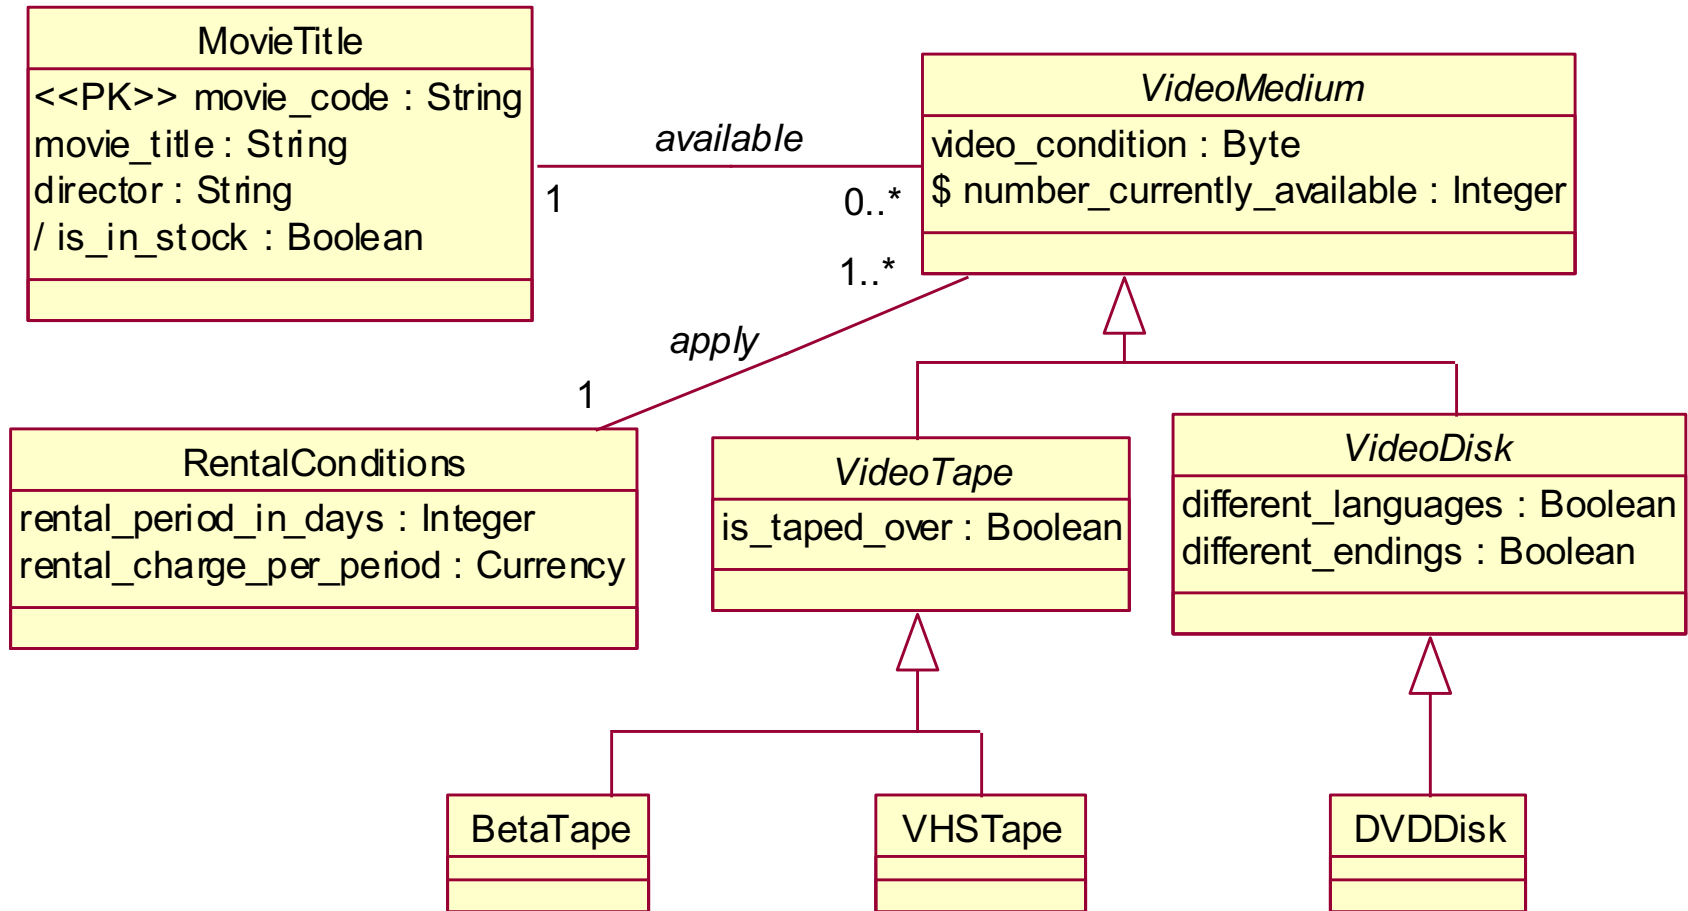 MovieTitle
<<PK>> movie_code : String
movie_title : String
director : String
/ is_in_stock : Boolean
available
1
0..*
VideoMedium
video_condition : Byte
$ number_currently_available : Integer
1..*
apply
1
RentalConditions
rental_period_in_days : Integer
rental_charge_per_period : Currency
VideoTape
is_taped_over : Boolean
VideoDisk
different_languages : Boolean
different_endings : Boolean
BetaTape
VHSTape
DVDDisk